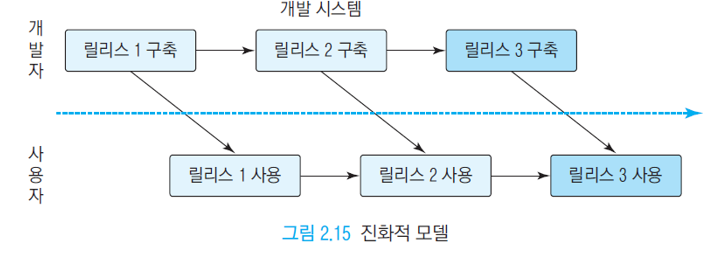 개발 시스템
개
발
자
릴리스 1 구축
릴리스 2 구축
릴리스 3 구축
사
용
자
릴리스 1 사용
릴리스 2 사용
릴리스 3 사용
그림 2.15 진화적 모델